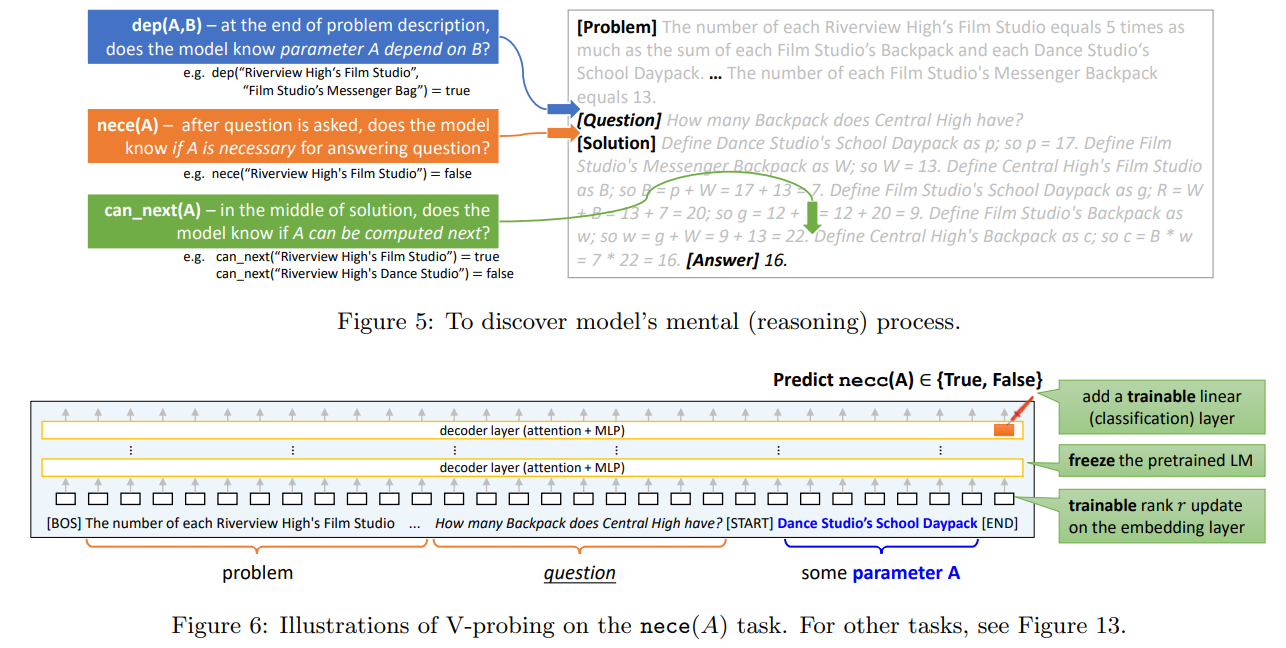 dep(A,B) – at the end of problem description,
does the model know parameter A depend on B?
e.g. dep(“Riverview High‘s Film Studio”,
“Film Studio’s Messenger Bag”) = true
nece(A) – after question is asked, does the model
know if A is necessary for answering question?
e.g. nece(“Riverview High's Film Studio”) = false
can_next(A) – in the middle of solution, does the
model know if A can be computed next?
e.g. can_next(“Riverview High's Film Studio”) = true
can_next(“Riverview High's Dance Studio”) = false
[Problem] The number of each Riverview High's Film Studio equals 5 times as
much as the sum of each Film Studio’s Backpack and each Dance Studio‘s
School Daypack. ... The number of each Film Studio's Messenger Backpack
equals 13.
[Question] How many Backpack does Central High have?
[Solution] Define Dance Studio's School Daypack as p; so p = 17. Define Film
Studio's Messenger Backpack as W; so W = 13. Define Central High's Film Studio
as B; so B = p + W = 17 + 13 = 7. Define Film Studio's School Daypack as g; R = W
+ B = 13 + 7 = 20; so g = 12 + = 12 + 20 = 9. Define Film Studio's Backpack as
w; so w = g + W = 9 + 13 = 22. Define Central High's Backpack as c; so c = B * w
= 7 * 22 = 16. [Answer] 16.
Figure 5: To discover model’s mental (reasoning) process.
Predict necc(A) ∈ {True, False}
add a trainable linear
(classification) layer
decoder layer (attention + MLP)
freeze the pretrained LM
decoder layer (attention + MLP)
trainable rank r update
on the embedding layer
[BOS] The number of each Riverview High's Film Studio ... How many Backpack does Central High have? [START] Dance Studio’s School Daypack [END]
problem question some parameter A
Figure 6: Illustrations of V-probing on the nece(A) task. For other tasks, see Figure 13.